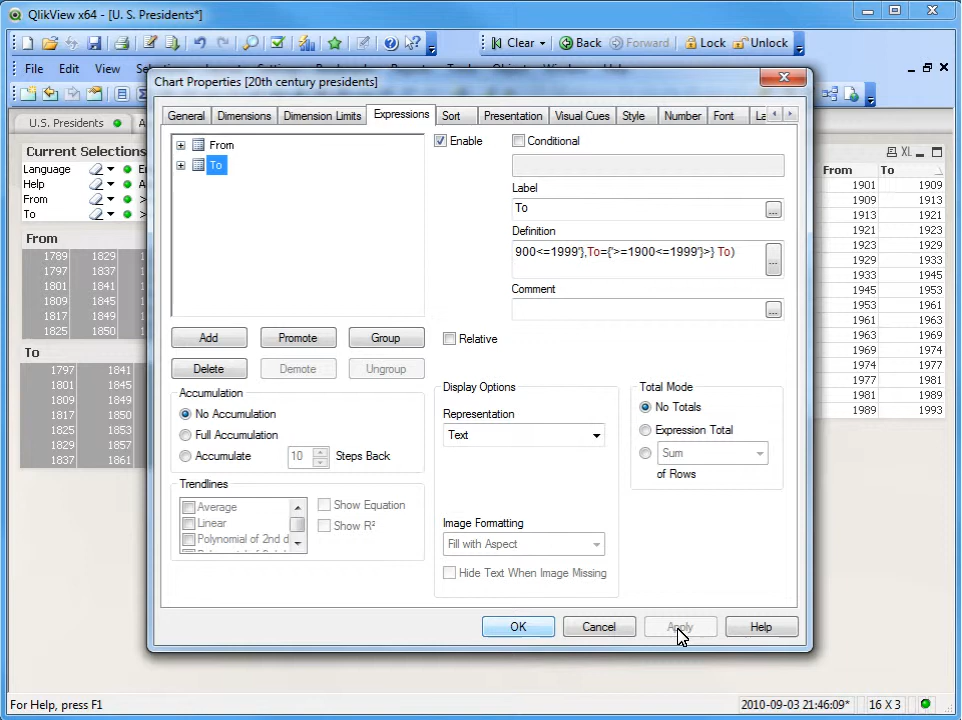 QlikView x64 - [U. S. Presidents*]
Clear Back Forward Lock Unlock
File Edit View
Chart Properties [20th century presidents]
XL
U.S. Presidents
General Dimensions Dimension Limits Expressions Sort Presentation Visual Cues Style Number Font
Current Selections
Language
Help
From >
To >
From
1789 1829
1797 1837
1801 1841
1809 1845
1817 1849
1825 1850
To
1797 1841
1801 1845
1809 1849
1817 1850
1825 1853
1829 1857
1837 1861
From
To
Enable
Conditional
Label
To
...
Definition
900<=1999'},To={'>=1900<=1999'}>} To)
...
Comment
...
Add Promote Group
Delete Demote Ungroup
Relative
Accumulation
No Accumulation
Full Accumulation
Accumulate 10 Steps Back
Trendlines
Average
Linear
Polynomial of 2nd d
Show Equation
Show R²
Display Options
Representation
Text
Image Formatting
Fill with Aspect
Hide Text When Image Missing
Total Mode
No Totals
Expression Total
Sum
of Rows
OK Cancel Apply Help
From To
1901 1909
1909 1913
1913 1921
1921 1923
1923 1929
1929 1933
1933 1945
1945 1953
1953 1961
1961 1963
1963 1969
1969 1974
1974 1977
1977 1981
1981 1989
1989 1993
For Help, press F1
2010-09-03 21:46:09* 16 X 3